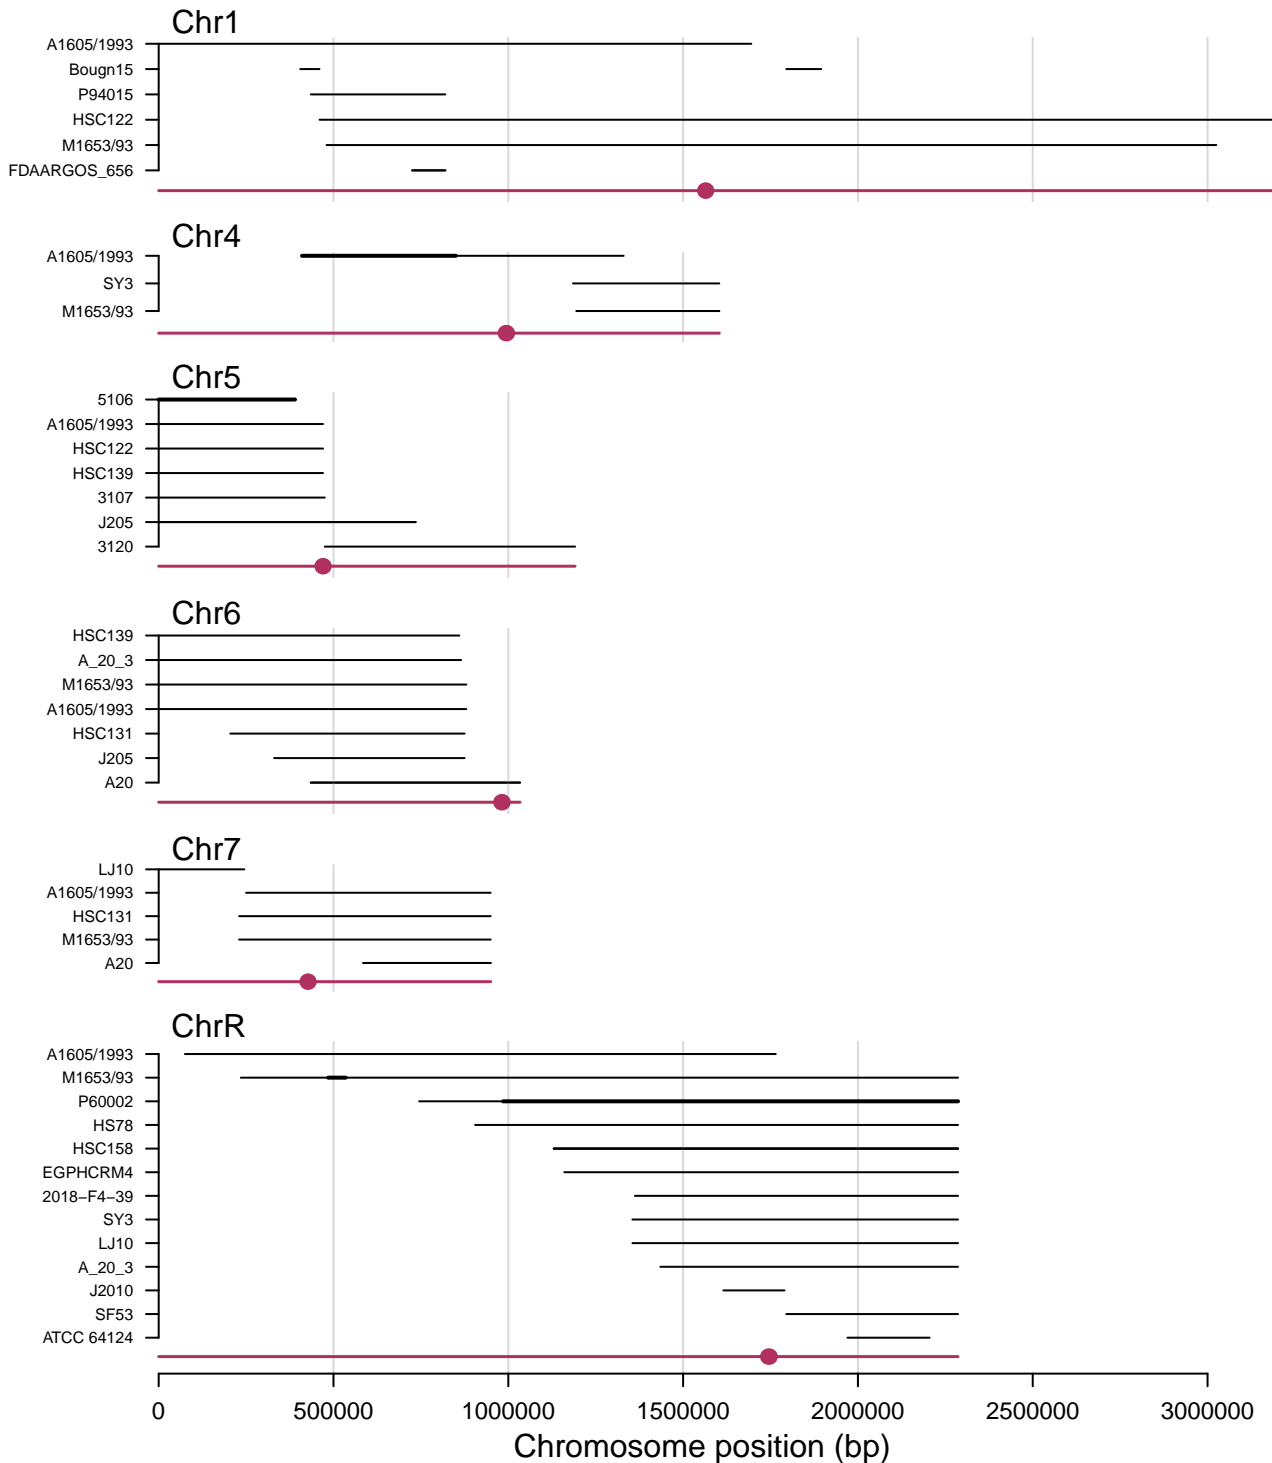 Chr1
A1605/1993
Bougn15
P94015
HSC122
M1653/93
FDAARGOS_656
Chr4
A1605/1993
SY3
M1653/93
Chr5
5106
A1605/1993
HSC122
HSC139
3107
J205
3120
Chr6
HSC139
A_20_3
M1653/93
A1605/1993
HSC131
J205
A20
Chr7
LJ10
A1605/1993
HSC131
M1653/93
A20
ChrR
A1605/1993
M1653/93
P60002
HS78
HSC158
EGPHCRM4
2018−F4−39
SY3
LJ10
A_20_3
J2010
SF53
ATCC 64124
0 500000 1000000 1500000 2000000 2500000 3000000
Chromosome position (bp)